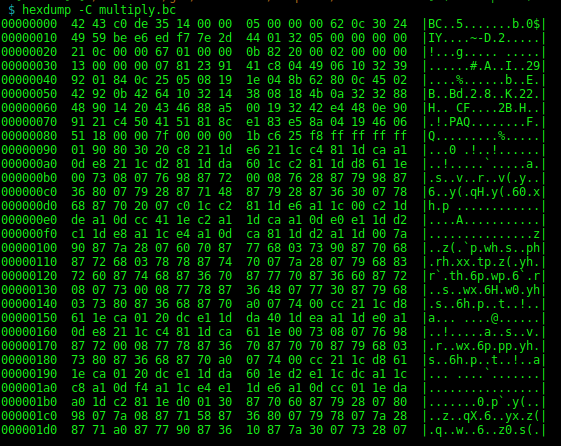 $ hexdump -C multiply.bc
00000000  42 43 c0 de 35 14 00 00  05 00 00 00 62 0c 30 24  |BC..5.......b.0$|
00000010  49 59 be e6 ed f7 7e 2d  44 01 32 05 00 00 00 00  |IY....~-D.2.....|
00000020  21 0c 00 00 67 01 00 00  0b 82 20 00 02 00 00 00  |!...g..... .....|
00000030  13 00 00 00 07 81 23 91  41 c8 04 49 06 10 32 39  |......#.A..I..29|
00000040  92 01 84 0c 25 05 08 19  1e 04 8b 62 80 0c 45 02  |....%......b..E.|
00000050  42 92 0b 42 64 10 32 14  38 08 18 4b 0a 32 32 88  |B..Bd.2.8..K.22.|
00000060  48 90 14 20 43 46 88 a5  00 19 32 42 e4 48 0e 90  |H.. CF....2B.H..|
00000070  91 21 c4 50 41 51 81 8c  e1 83 e5 8a 04 19 46 06  |.!.PAQ........F.|
00000080  51 18 00 00 7f 00 00 00  1b c6 25 f8 ff ff ff ff  |Q.........%.....|
00000090  01 90 80 30 20 c8 21 1d  e6 21 1c c4 81 1d ca a1  |...0 .!..!......|
000000a0  0d e8 21 1c d2 81 1d da  60 1c c2 81 1d d8 61 1e  |..!.....`.....a.|
000000b0  00 73 08 07 76 98 87 72  00 08 76 28 87 79 98 87  |.s..v..r..v(.y..|
000000c0  36 80 07 79 28 87 71 48  87 79 28 87 36 30 07 78  |6..y(.qH.y(.60.x|
000000d0  68 87 70 20 07 c0 1c c2  81 1d e6 a1 1c 00 c2 1d  |h.p ............|
000000e0  de a1 0d cc 41 1e c2 a1  1d ca a1 0d e0 e1 1d d2  |....A...........|
000000f0  c1 1d e8 a1 1c e4 a1 0d  ca 81 1d d2 a1 1d 00 7a  |...............z|
00000100  90 87 7a 28 07 60 70 87  77 68 03 73 90 87 70 68  |..z(.`p.wh.s..ph|
00000110  87 72 68 03 78 78 87 74  70 07 7a 28 07 79 68 83  |.rh.xx.tp.z(.yh.|
00000120  72 60 87 74 68 87 36 70  87 77 70 87 36 60 87 72  |r`.th.6p.wp.6`.r|
00000130  08 07 73 00 08 77 78 87  36 48 07 77 30 87 79 68  |..s..wx.6H.w0.yh|
00000140  03 73 80 87 36 68 87 70  a0 07 74 00 cc 21 1c d8  |.s..6h.p..t..!..|
00000150  61 1e ca 01 20 dc e1 1d  da 40 1d ea a1 1d e0 a1  |a... ....@......|
00000160  0d e8 21 1c c4 81 1d ca  61 1e 00 73 08 07 76 98  |..!.....a..s..v.|
00000170  87 72 00 08 77 78 87 36  70 87 70 70 87 79 68 03  |.r..wx.6p.pp.yh.|
00000180  73 80 87 36 68 87 70 a0  07 74 00 cc 21 1c d8 61  |s..6h.p..t..!..a|
00000190  1e ca 01 20 dc e1 1d da  60 1e d2 e1 1c dc a1 1c  |... ....`.......|
000001a0  c8 a1 0d f4 a1 1c e4 e1  1d e6 a1 0d cc 01 1e da  |................|
000001b0  a0 1d c2 81 1e d0 01 30  87 70 60 87 79 28 07 80  |.......0.p`.y(..|
000001c0  98 07 7a 08 87 71 58 87  36 80 07 79 78 07 7a 28  |..z..qX.6..yx.z(|
000001d0  87 71 a0 87 77 90 87 36  10 87 7a 30 07 73 28 07  |.q..w..6..z0.s(.|